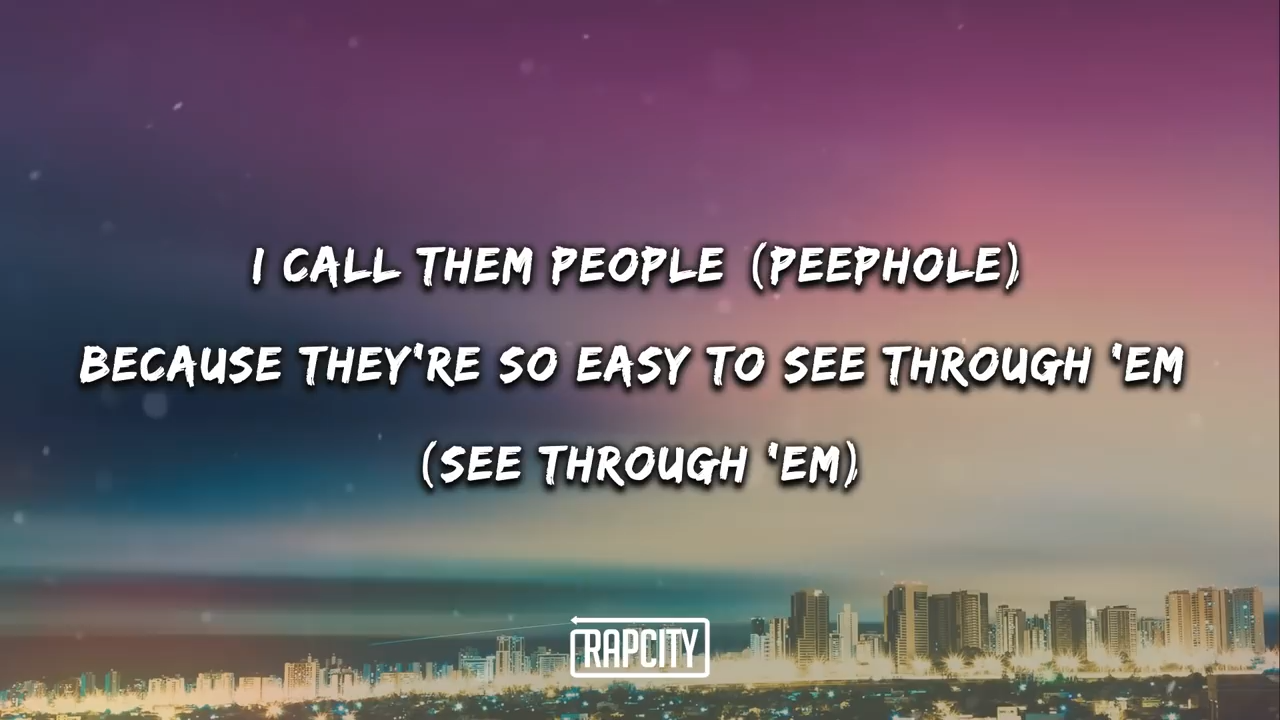 I CALL THEM PEOPLE (PEEPHOLE)
BECAUSE THEY'RE SO EASY TO SEE THROUGH 'EM
(SEE THROUGH 'EM)
RAPCITY